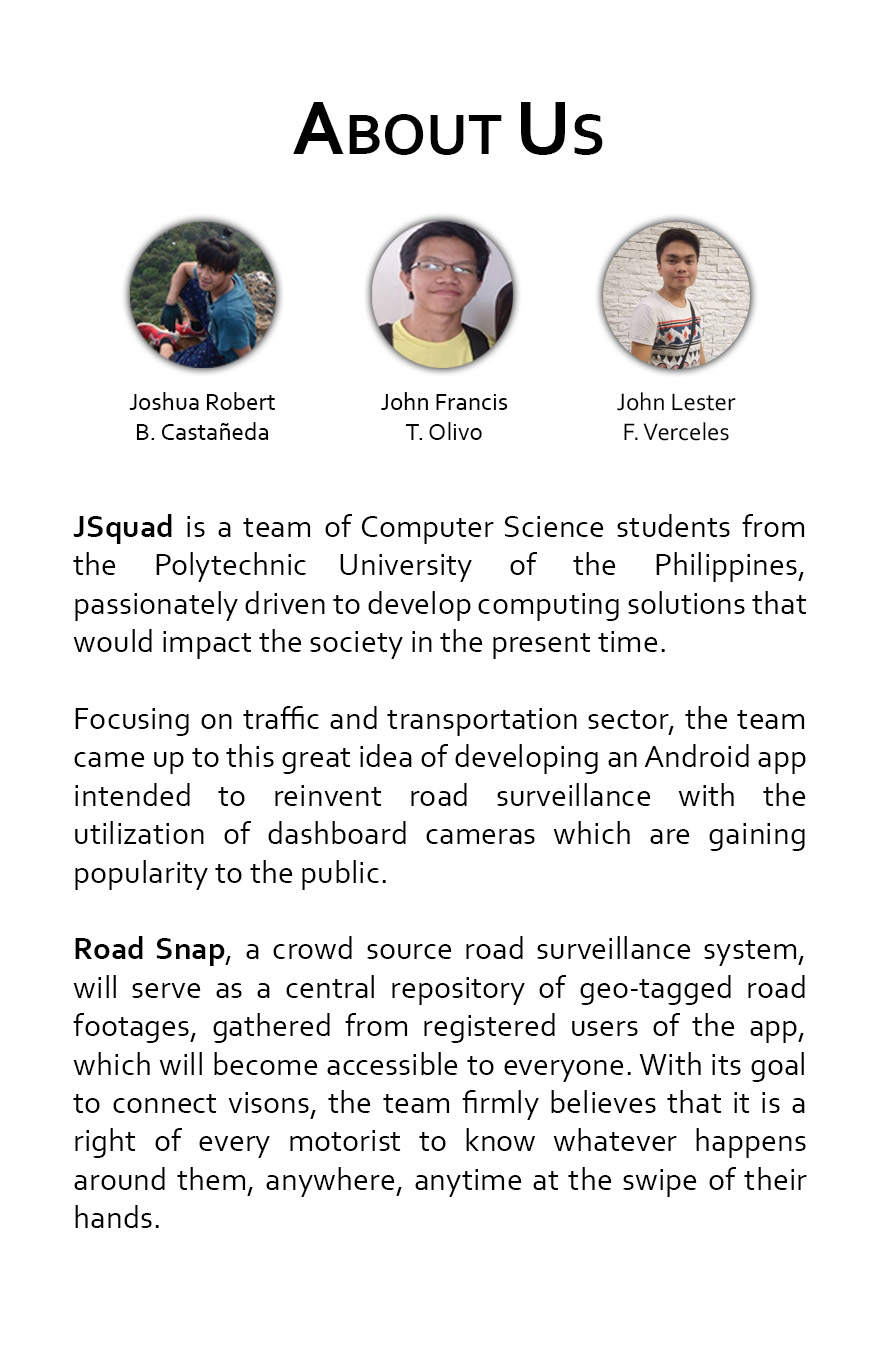 ABOUT US
Joshua Robert
B. Castañeda
John Francis
T. Olivo
John Lester
F. Verceles
JSquad is a team of Computer Science students from
the Polytechnic University of the Philippines,
passionately driven to develop computing solutions that
would impact the society in the present time.
Focusing on traffic and transportation sector, the team
came up to this great idea of developing an Android app
intended to reinvent road surveillance with the
utilization of dashboard cameras which are gaining
popularity to the public.
Road Snap, a crowd source road surveillance system,
will serve as a central repository of geo-tagged road
footages, gathered from registered users of the app,
which will become accessible to everyone. With its goal
to connect visons, the team firmly believes that it is a
right of every motorist to know whatever happens
around them, anywhere, anytime at the swipe of their
hands.